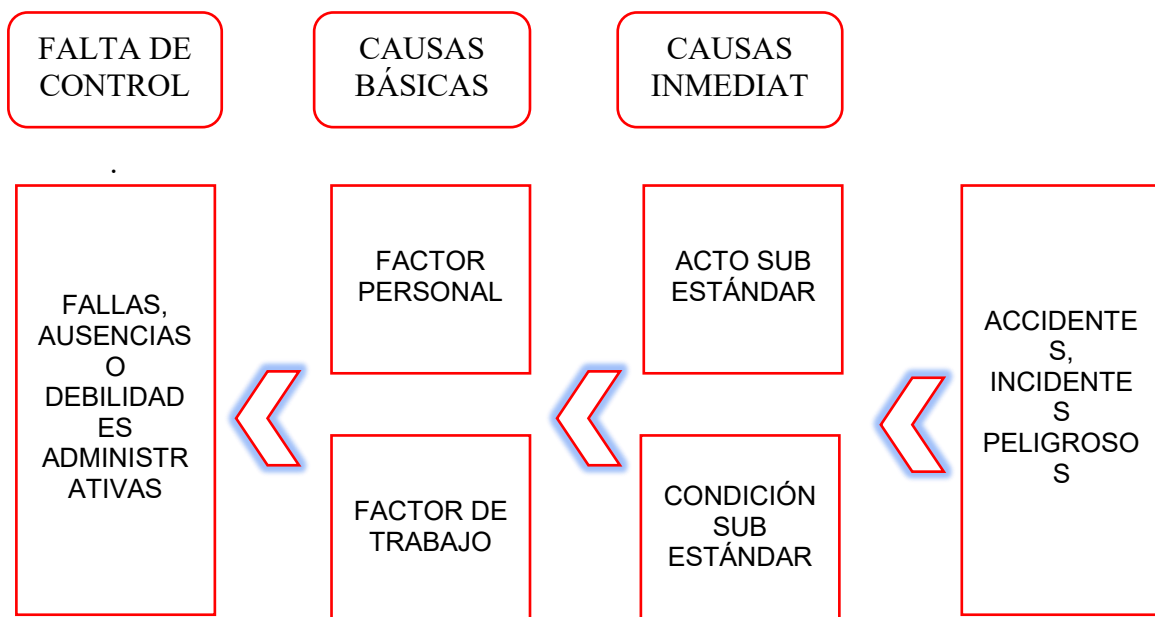 FALTA DE
CONTROL
CAUSAS
BÁSICAS
CAUSAS
INMEDIAT
.
FALLAS,
AUSENCIAS
O
DEBILIDAD
ES
ADMINISTR
ATIVAS
FACTOR
PERSONAL
FACTOR DE
TRABAJO
ACTO SUB
ESTÁNDAR
CONDICIÓN
SUB
ESTÁNDAR
ACCIDENTE
S,
INCIDENTE
S
PELIGROSO
S